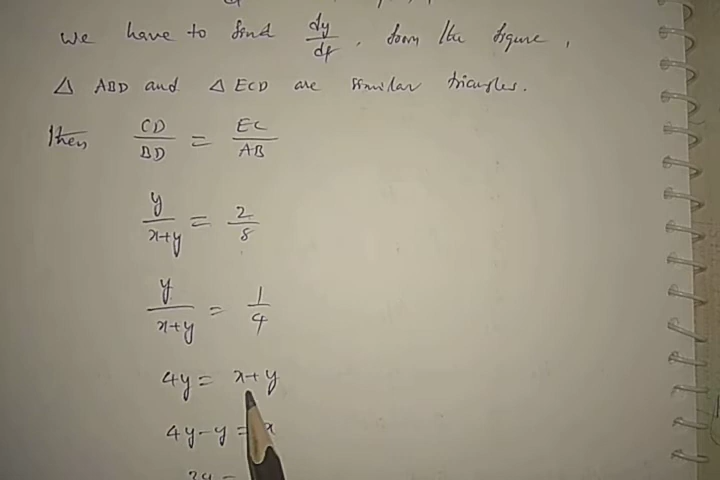 We have to find dy/dt, from the figure,
△ ABD and △ ECD are similar triangles.
Then CD/BD = EC/AB
y/x+y = 2/8
y/x+y = 1/4
4y = x+y
4y-y = x
3y =